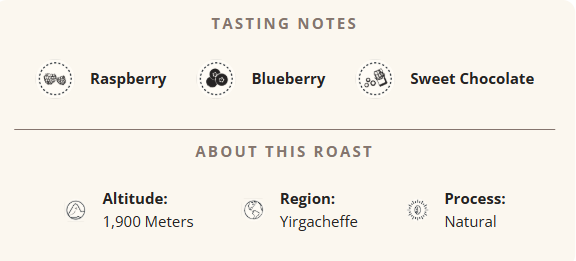 TASTING NOTES
Raspberry
Blueberry
Sweet Chocolate
ABOUT THIS ROAST
Altitude:
1,900 Meters
Region:
Yirgacheffe
Process:
Natural